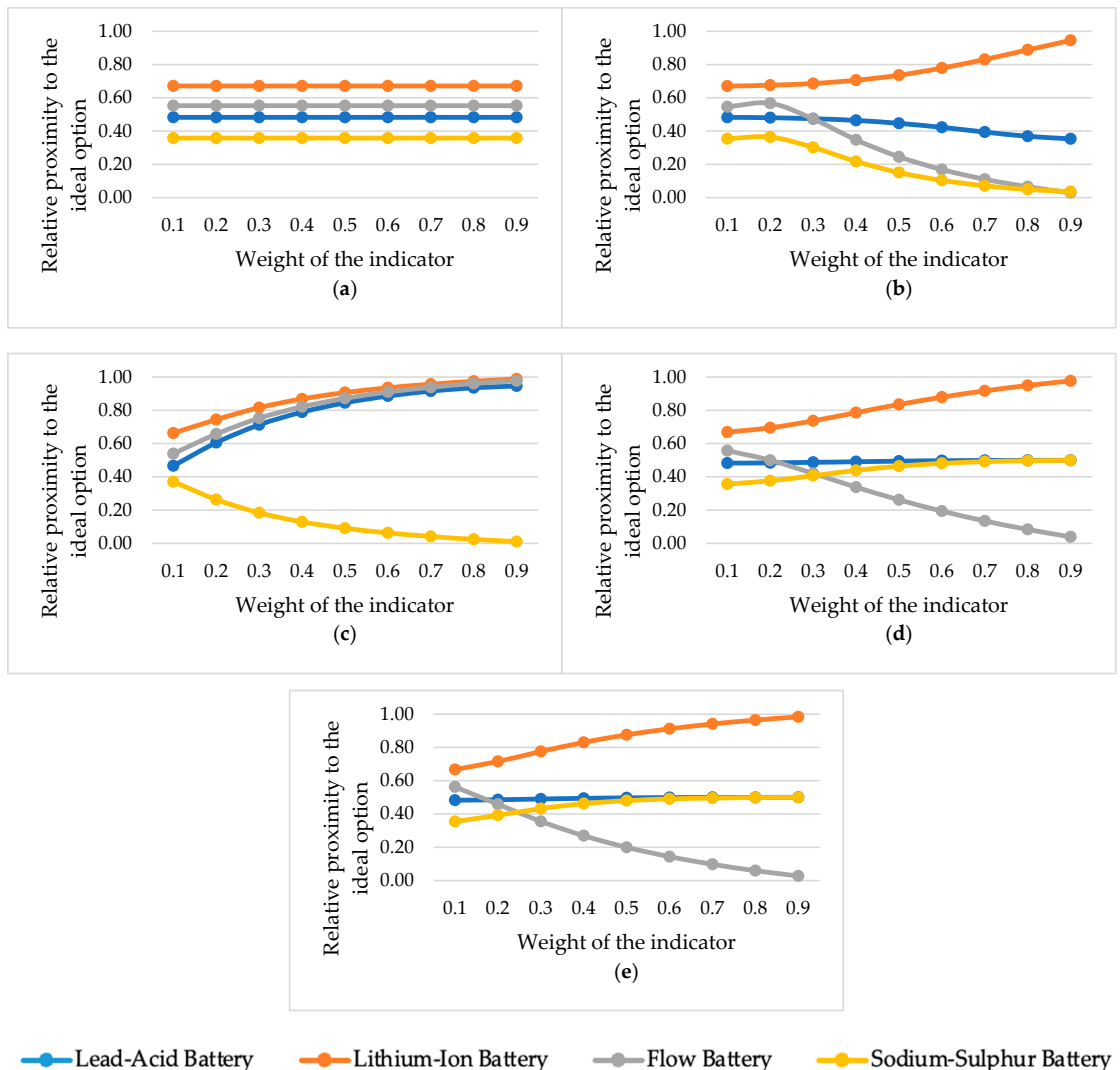 Relative proximity to the
ideal option
1.00
0.80
0.60
0.40
0.20
0.00
0.1 0.2 0.3 0.4 0.5 0.6 0.7 0.8 0.9
Weight of the indicator
(a)
Relative proximity to the
ideal option
1.00
0.80
0.60
0.40
0.20
0.00
0.1 0.2 0.3 0.4 0.5 0.6 0.7 0.8 0.9
Weight of the indicator
(b)
Relative proximity to the
ideal option
1.00
0.80
0.60
0.40
0.20
0.00
0.1 0.2 0.3 0.4 0.5 0.6 0.7 0.8 0.9
Weight of the indicator
(c)
Relative proximity to the
ideal option
1.00
0.80
0.60
0.40
0.20
0.00
0.1 0.2 0.3 0.4 0.5 0.6 0.7 0.8 0.9
Weight of the indicator
(d)
Relative proximity to the
ideal option
1.00
0.80
0.60
0.40
0.20
0.00
0.1 0.2 0.3 0.4 0.5 0.6 0.7 0.8 0.9
Weight of the indicator
(e)
Lead-Acid Battery Lithium-Ion Battery Flow Battery Sodium-Sulphur Battery